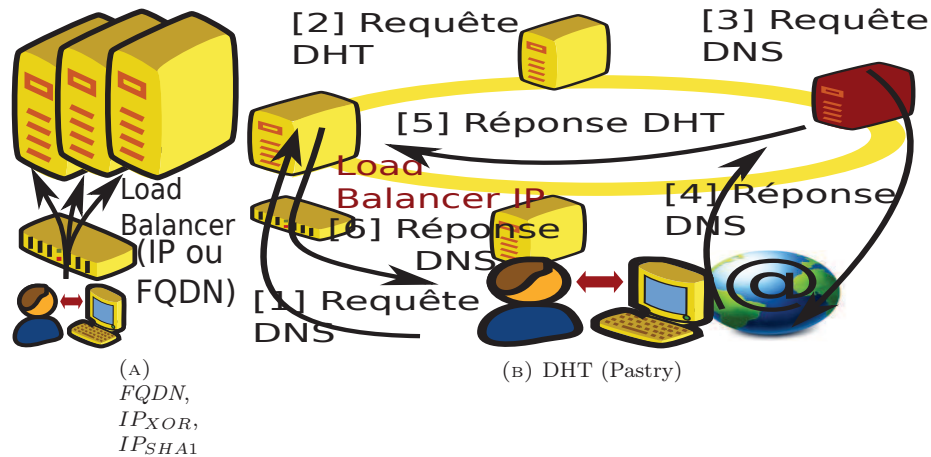 [2] Requête
DHT
[3] Requête
DNS
[5] Réponse DHT
Load
Balancer
(IP ou
FQDN)
Load
Balancer IP
[4] Réponse
DNS
[6] Réponse
DNS
[1] Requête
DNS
@
(A)
FQDN,
IP_XOR,
IP_SHA1
(B) DHT (Pastry)